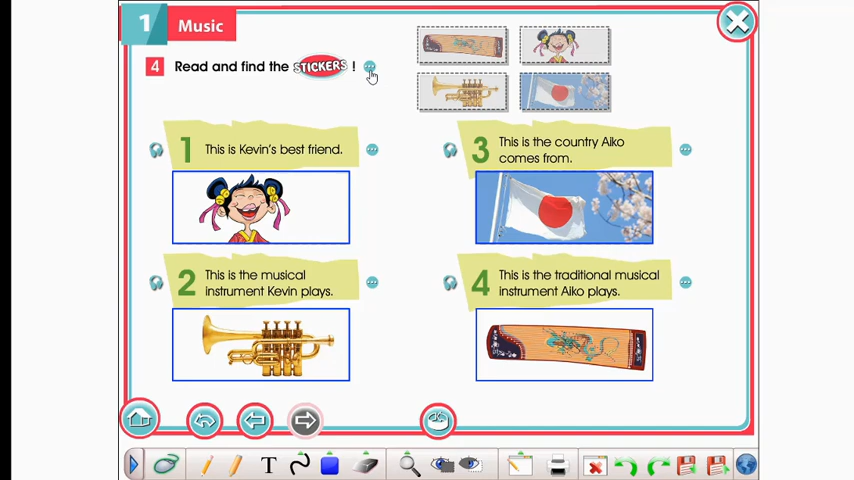 1 Music
4 Read and find the STICKERS !
1 This is Kevin's best friend.
2 This is the musical
instrument Kevin plays.
3 This is the country Aiko
comes from.
4 This is the traditional musical
instrument Aiko plays.
T